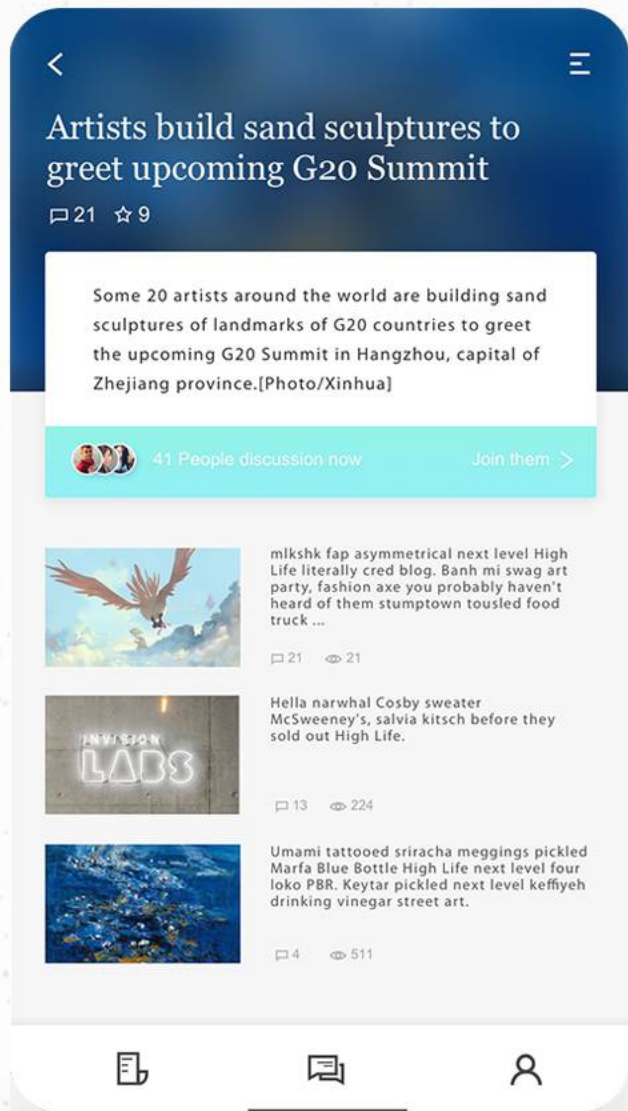 Artists build sand sculptures to
greet upcoming G20 Summit
21 9
Some 20 artists around the world are building sand
sculptures of landmarks of G20 countries to greet
the upcoming G20 Summit in Hangzhou, capital of
Zhejiang province.[Photo/Xinhua]
41 People discussion now Join them
mlkshk fap asymmetrical next level High
Life literally cred blog. Banh mi swag art
party, fashion axe you probably haven't
heard of them stumptown tousled food
truck ...
21 21
INVISION
LABS
Hella narwhal Cosby sweater
McSweeney's, salvia kitsch before they
sold out High Life.
13 224
Umami tattooed sriracha meggings pickled
Marfa Blue Bottle High Life next level four
loko PBR. Keytar pickled next level keffiyeh
drinking vinegar street art.
4 511